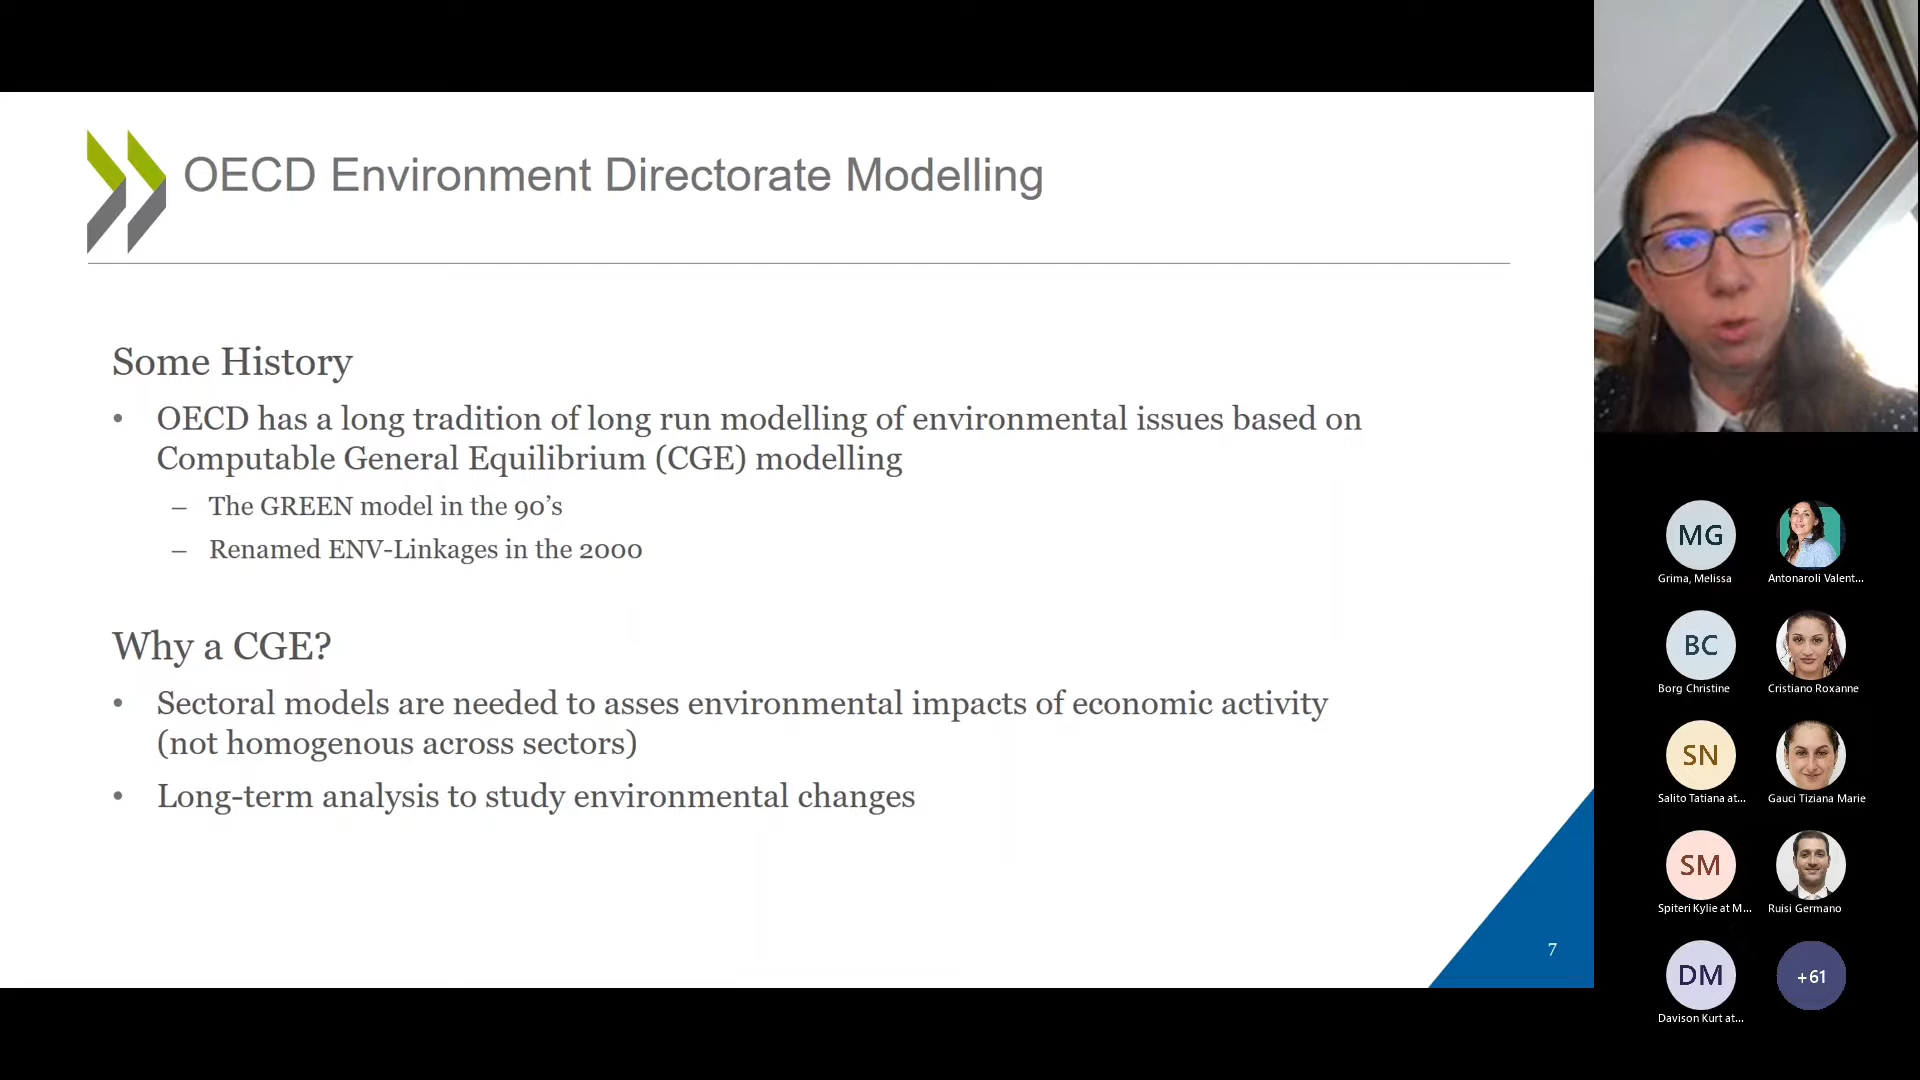 OECD Environment Directorate Modelling
Some History
• OECD has a long tradition of long run modelling of environmental issues based on
Computable General Equilibrium (CGE) modelling
– The GREEN model in the 90’s
– Renamed ENV-Linkages in the 2000
Why a CGE?
• Sectoral models are needed to asses environmental impacts of economic activity
(not homogenous across sectors)
• Long-term analysis to study environmental changes
7
MG
Grima, Melissa
Antonaroli Valent...
BC
Borg Christine
Cristiano Roxanne
SN
Salito Tatiana at...
Gauci Tiziana Marie
SM
Spiteri Kylie at M...
Ruisi Germano
DM
Davison Kurt at...
+61